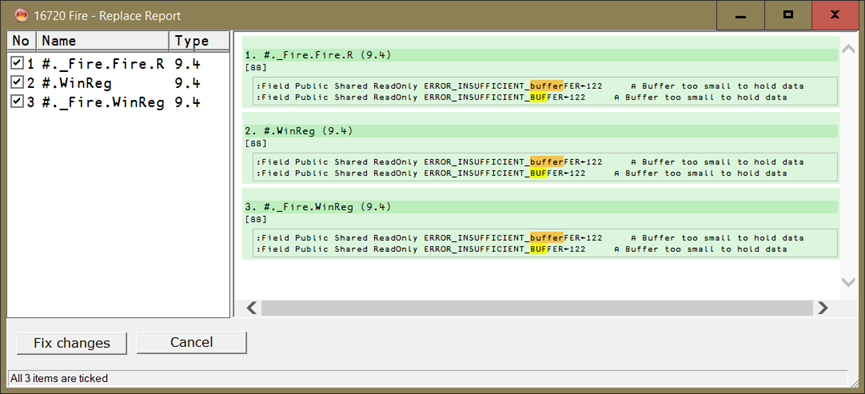 16720 Fire - Replace Report
No Name Type
1 #._Fire.Fire.R 9.4
2 #.WinReg 9.4
3 #._Fire.WinReg 9.4
1. #._Fire.Fire.R (9.4)
[88]
:Field Public Shared ReadOnly ERROR_INSUFFICIENT_bufferFER←122 ⍝ Buffer too small to hold data
:Field Public Shared ReadOnly ERROR_INSUFFICIENT_BUFFER←122 ⍝ Buffer too small to hold data
2. #.WinReg (9.4)
[88]
:Field Public Shared ReadOnly ERROR_INSUFFICIENT_bufferFER←122 ⍝ Buffer too small to hold data
:Field Public Shared ReadOnly ERROR_INSUFFICIENT_BUFFER←122 ⍝ Buffer too small to hold data
3. #._Fire.WinReg (9.4)
[88]
:Field Public Shared ReadOnly ERROR_INSUFFICIENT_bufferFER←122 ⍝ Buffer too small to hold data
:Field Public Shared ReadOnly ERROR_INSUFFICIENT_BUFFER←122 ⍝ Buffer too small to hold data
Fix changes Cancel
All 3 items are ticked